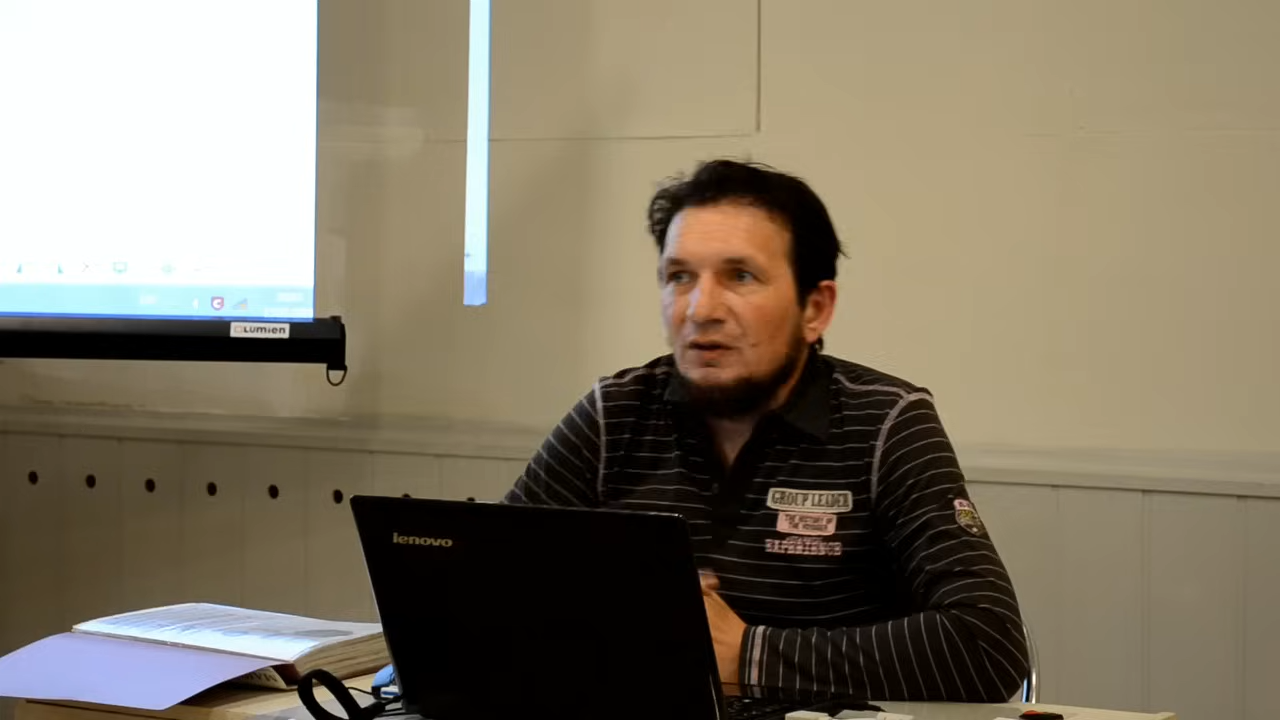 Lumien
lenovo
GROUP LEADER
THE HISTORY OF
EXPERIENCE